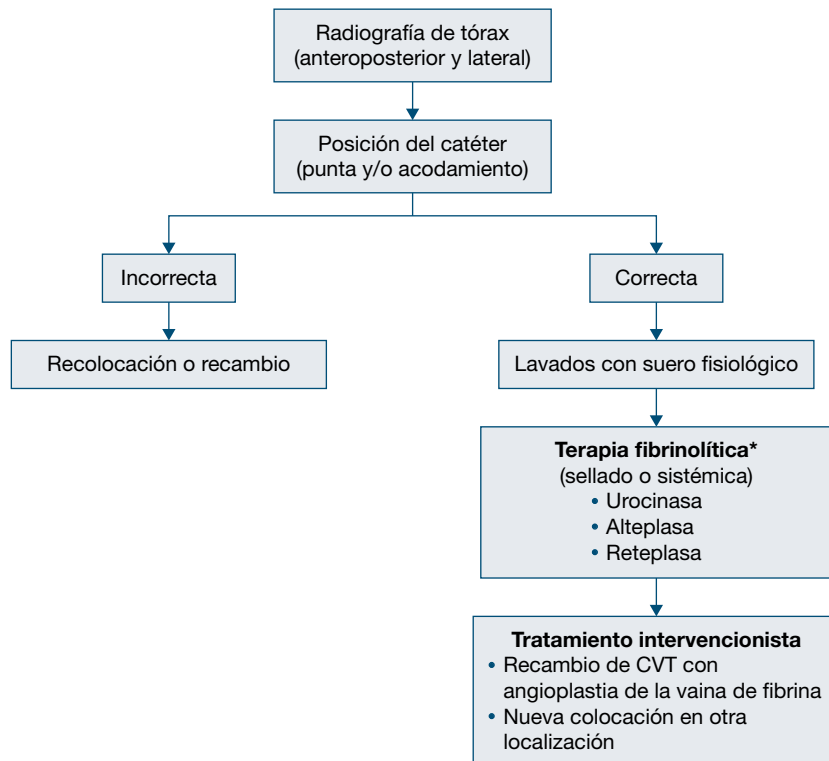 Radiografía de tórax
(anteroposterior y lateral)
Posición del catéter
(punta y/o acodamiento)
Incorrecta
Correcta
Recolocación o recambio
Lavados con suero fisiológico
Terapia fibrinolítica*
(sellado o sistémica)
• Urocinasa
• Alteplasa
• Reteplasa
Tratamiento intervencionista
• Recambio de CVT con
angioplastia de la vaina de fibrina
• Nueva colocación en otra
localización